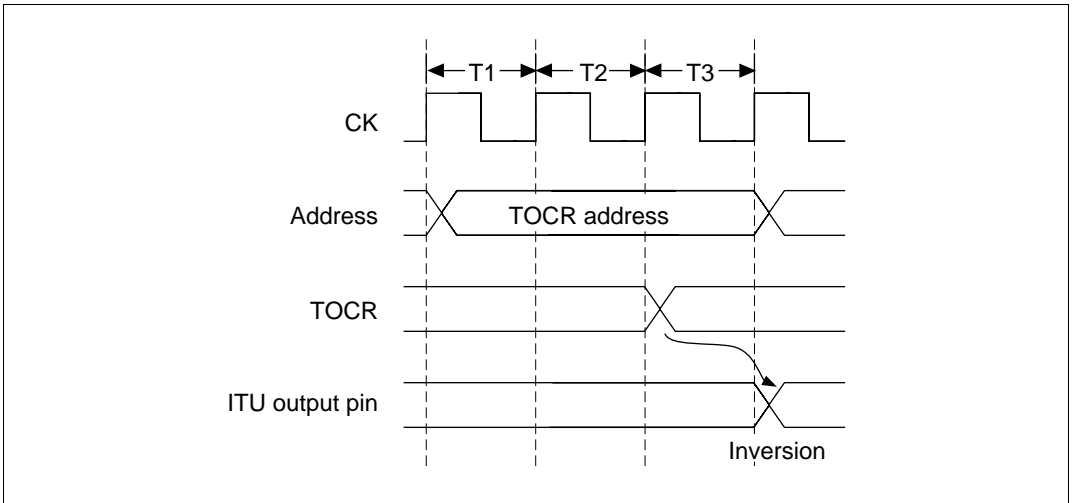 T1 T2 T3
CK
Address TOCR address
TOCR
ITU output pin
Inversion